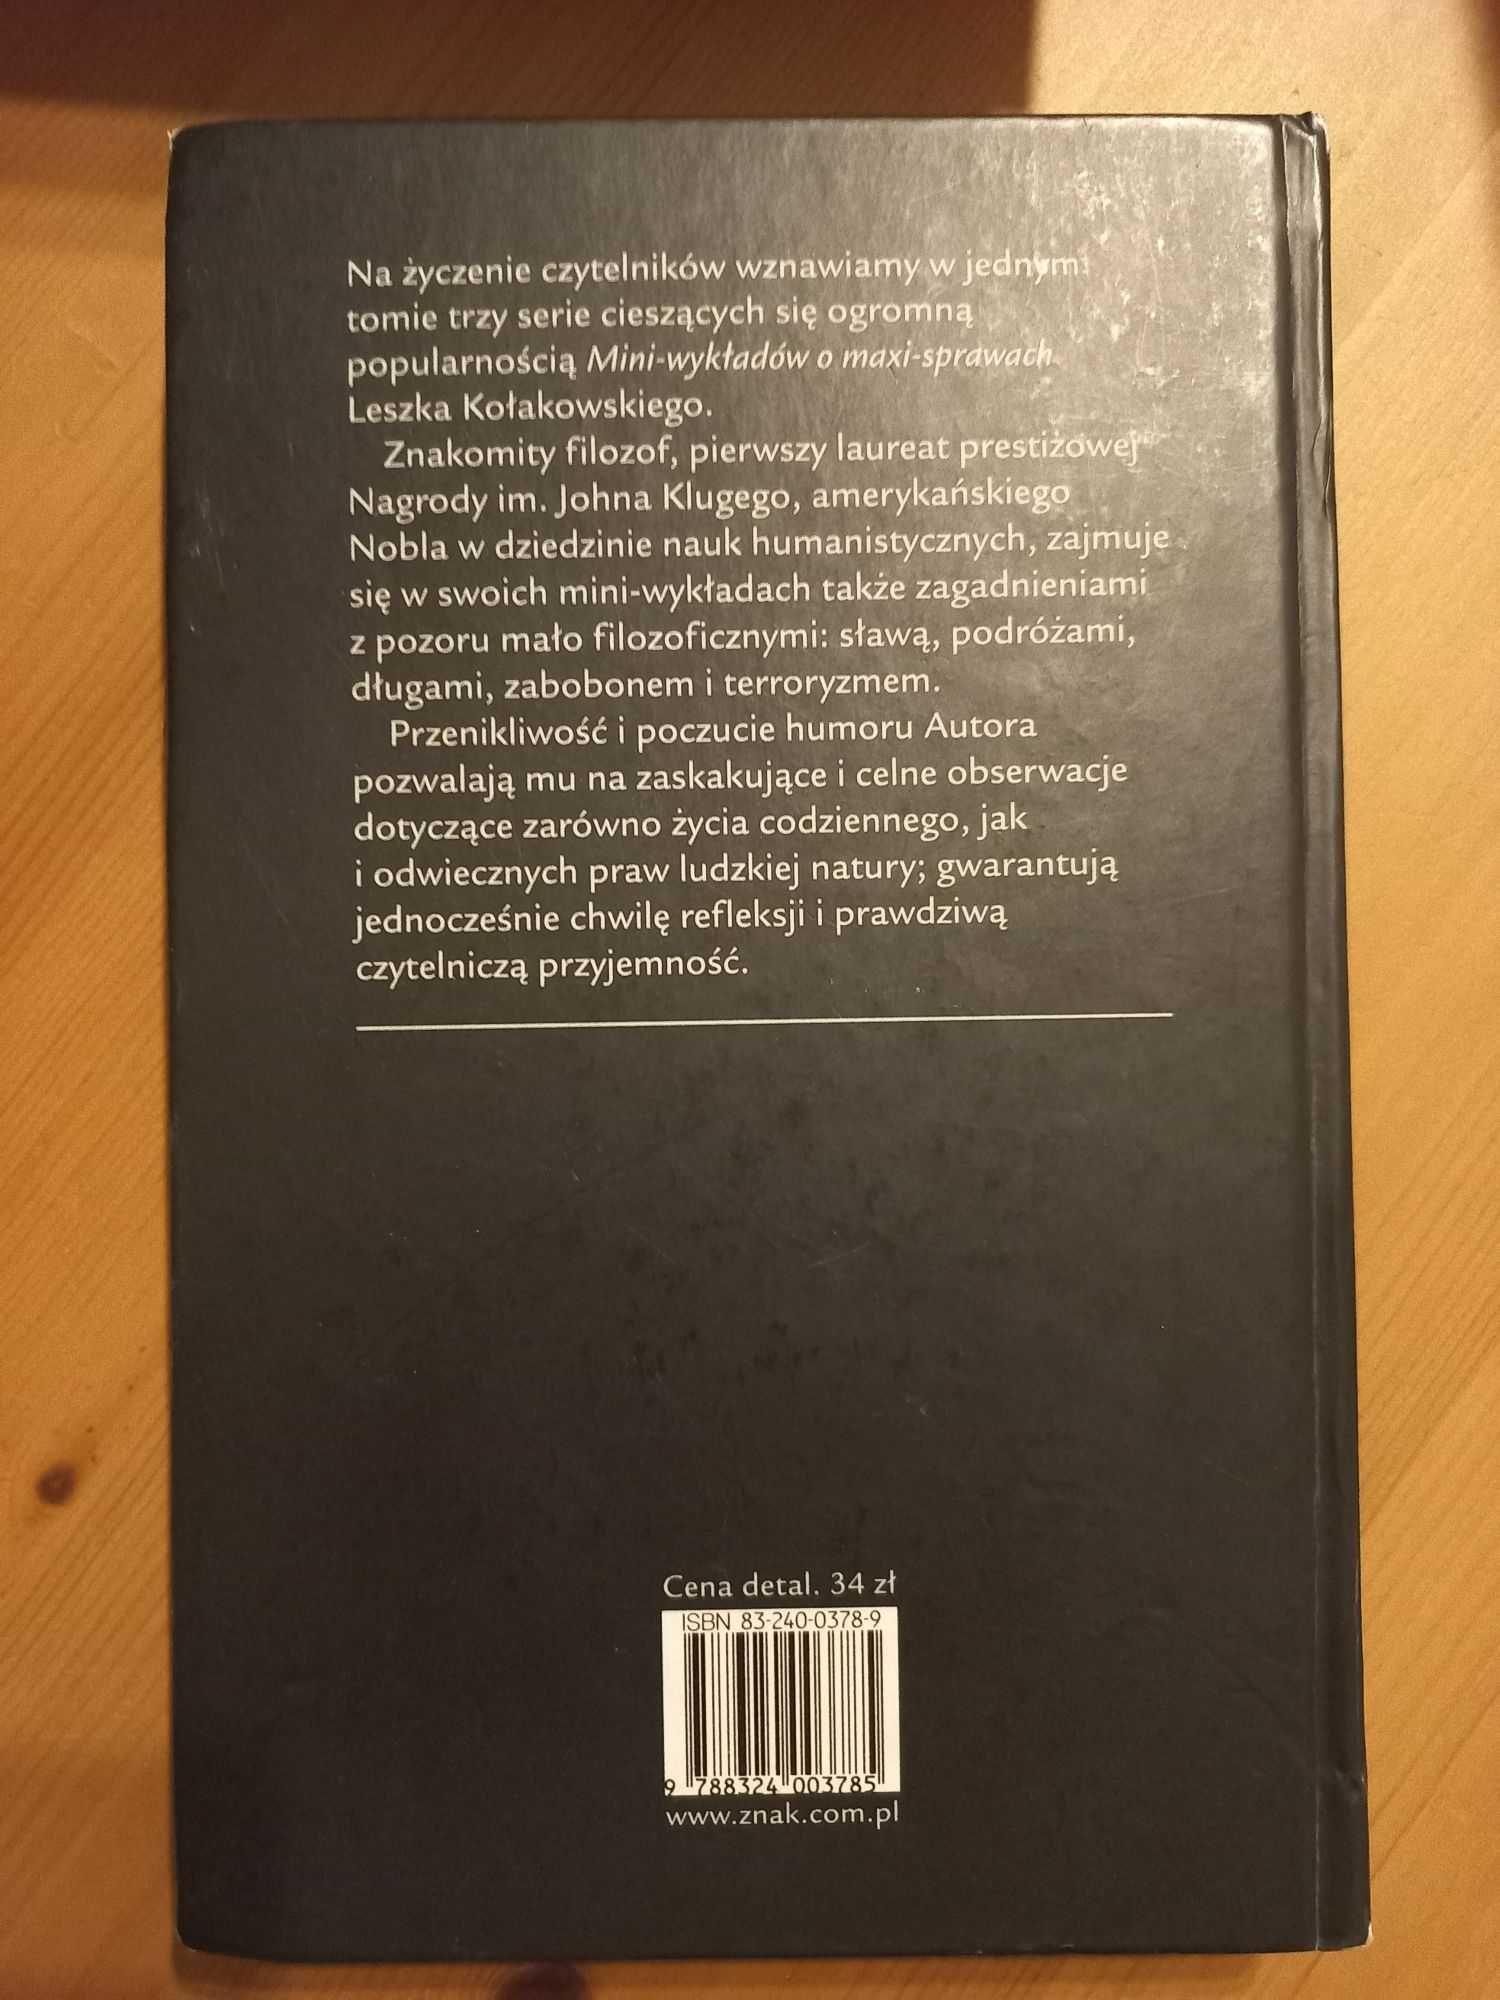 Na życzenie czytelników wznawiamy w jednym
tomie trzy serie cieszących się ogromną
popularnością Mini-wykładów o maxi-sprawach
Leszka Kołakowskiego.
Znakomity filozof, pierwszy laureat prestiżowej
Nagrody im. Johna Klugego, amerykańskiego
Nobla w dziedzinie nauk humanistycznych, zajmuje
się w swoich mini-wykładach także zagadnieniami
z pozoru mało filozoficznymi: sławą, podróżami,
długami, zabobonem i terroryzmem.
Przenikliwość i poczucie humoru Autora
pozwalają mu na zaskakujące i celne obserwacje
dotyczące zarówno życia codziennego, jak
i odwiecznych praw ludzkiej natury; gwarantują
jednocześnie chwilę refleksji i prawdziwą
czytelniczą przyjemność.
Cena detal. 34 zł
ISBN 83-240-0378-9
9 788324 003785
www.znak.com.pl